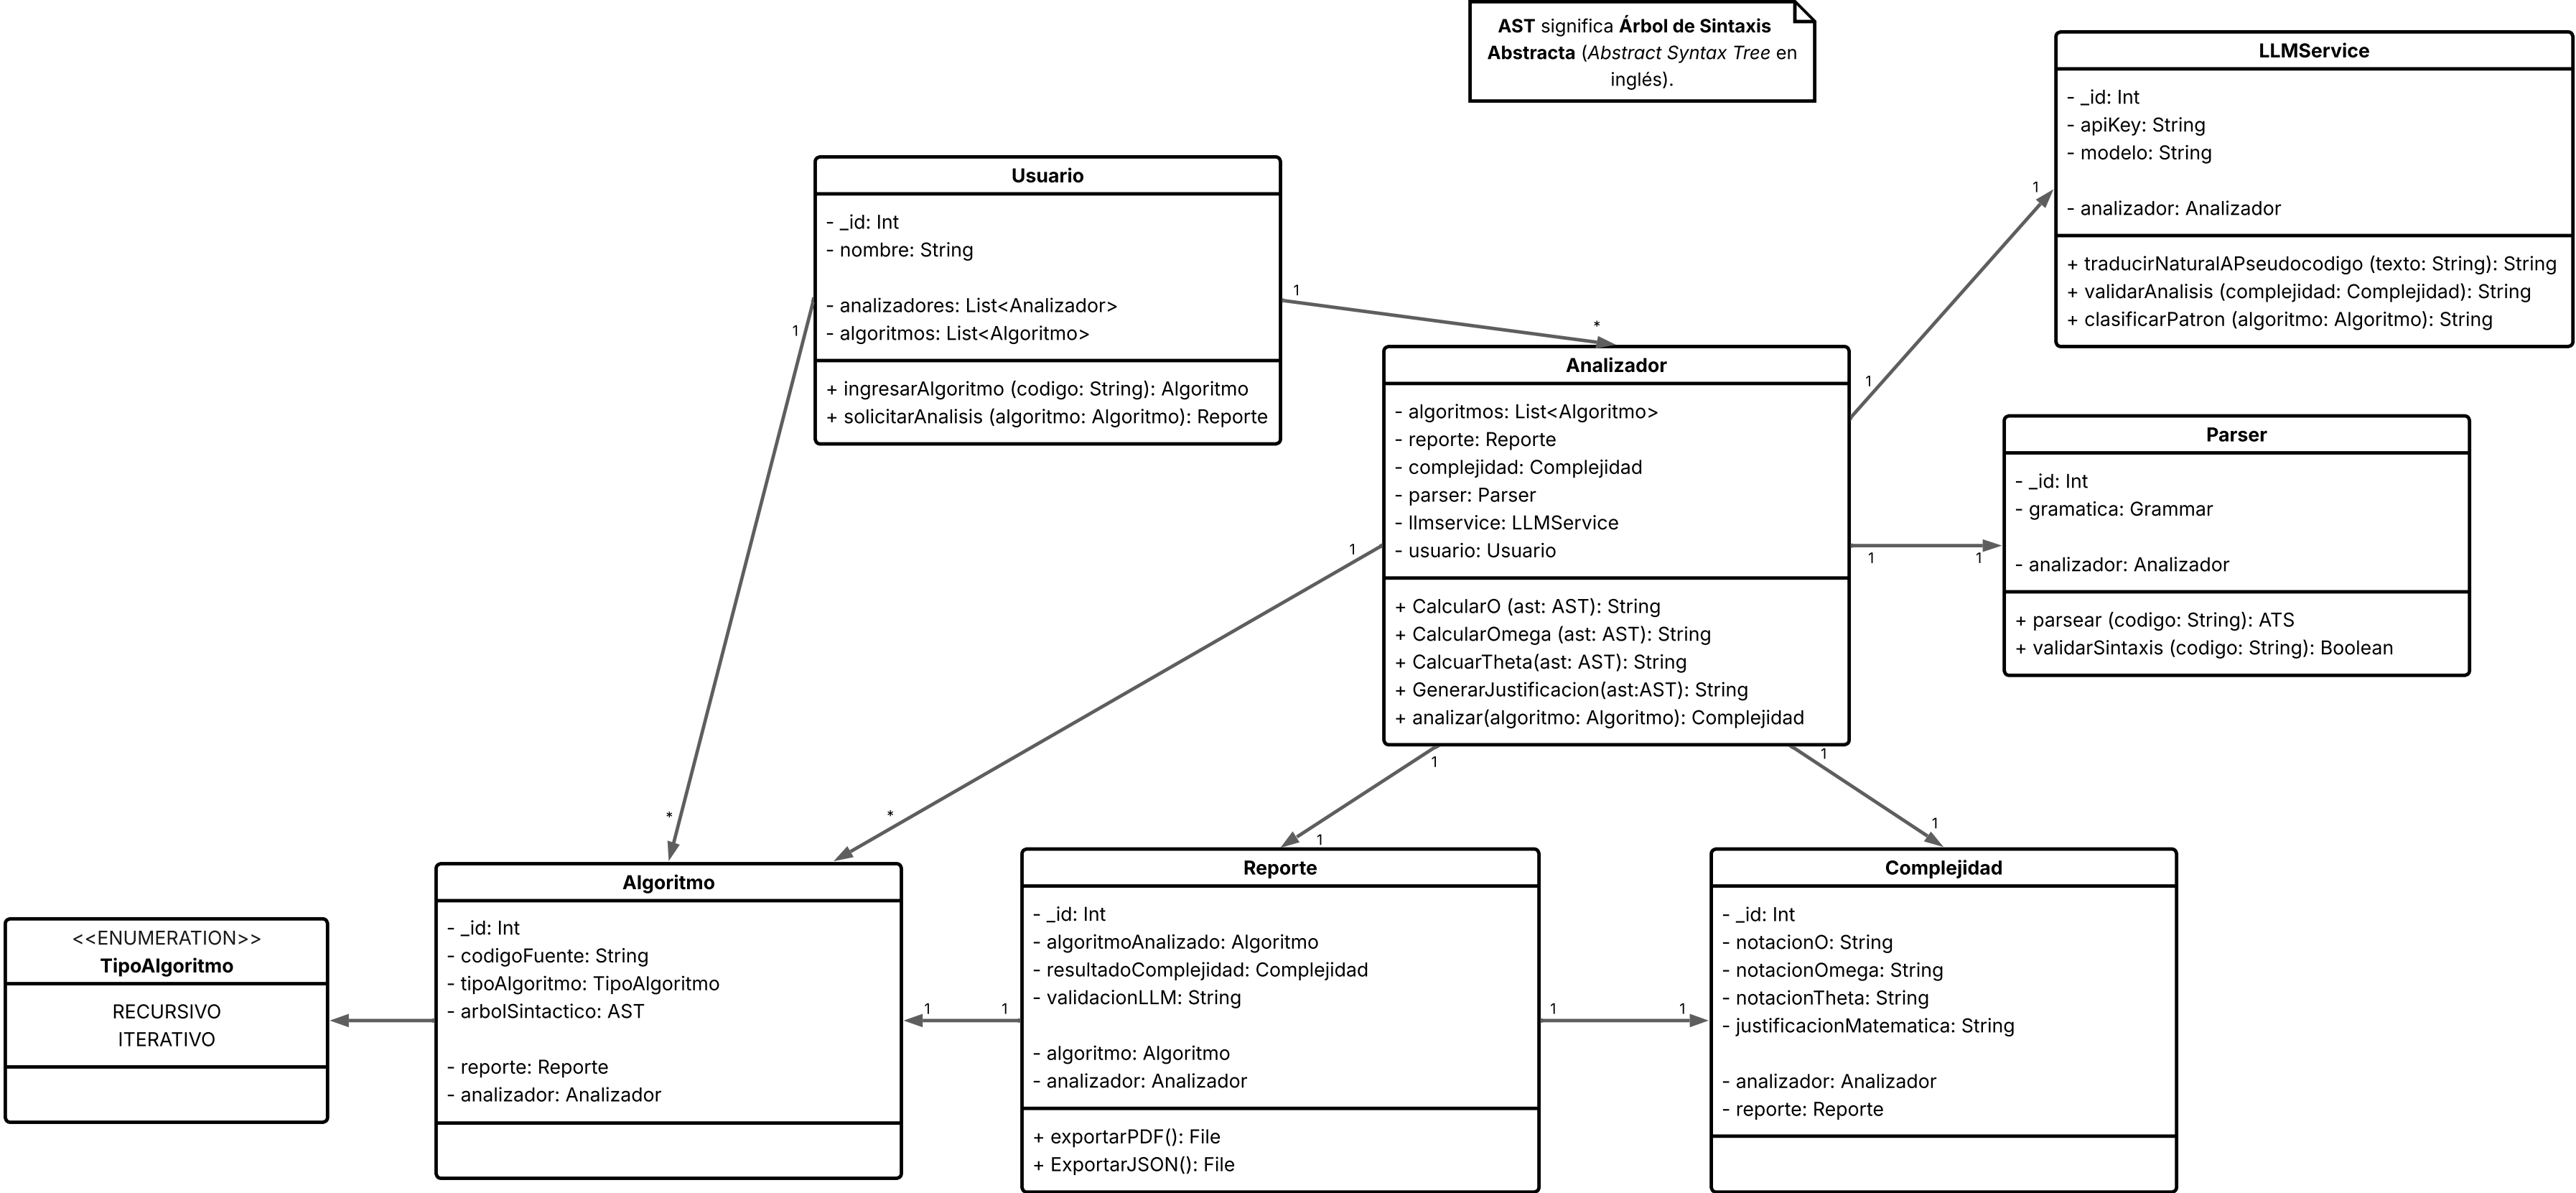 AST significa Árbol de Sintaxis
Abstracta (Abstract Syntax Tree en
inglés).
LLMService
- _id: Int
- apiKey: String
- modelo: String
- analizador: Analizador
+ traducirNaturalAPseudocodigo (texto: String): String
+ validarAnalisis (complejidad: Complejidad): String
+ clasificarPatron (algoritmo: Algoritmo): String
Usuario
- _id: Int
- nombre: String
- analizadores: List<Analizador>
- algoritmos: List<Algoritmo>
+ ingresarAlgoritmo (codigo: String): Algoritmo
+ solicitarAnalisis (algoritmo: Algoritmo): Reporte
1
*
1
*
1
1
Analizador
- algoritmos: List<Algoritmo>
- reporte: Reporte
- complejidad: Complejidad
- parser: Parser
- llmservice: LLMService
- usuario: Usuario
+ CalcularO (ast: AST): String
+ CalcularOmega (ast: AST): String
+ CalcuarTheta(ast: AST): String
+ GenerarJustificacion(ast:AST): String
+ analizar(algoritmo: Algoritmo): Complejidad
1
1
Parser
- _id: Int
- gramatica: Grammar
- analizador: Analizador
+ parsear (codigo: String): ATS
+ validarSintaxis (codigo: String): Boolean
1
*
1
1
1
1
<<ENUMERATION>>
TipoAlgoritmo
RECURSIVO
ITERATIVO
Algoritmo
- _id: Int
- codigoFuente: String
- tipoAlgoritmo: TipoAlgoritmo
- arbolSintactico: AST
- reporte: Reporte
- analizador: Analizador
1
1
Reporte
- _id: Int
- algoritmoAnalizado: Algoritmo
- resultadoComplejidad: Complejidad
- validacionLLM: String
- algoritmo: Algoritmo
- analizador: Analizador
+ exportarPDF(): File
+ ExportarJSON(): File
1
1
Complejidad
- _id: Int
- notacionO: String
- notacionOmega: String
- notacionTheta: String
- justificacionMatematica: String
- analizador: Analizador
- reporte: Reporte